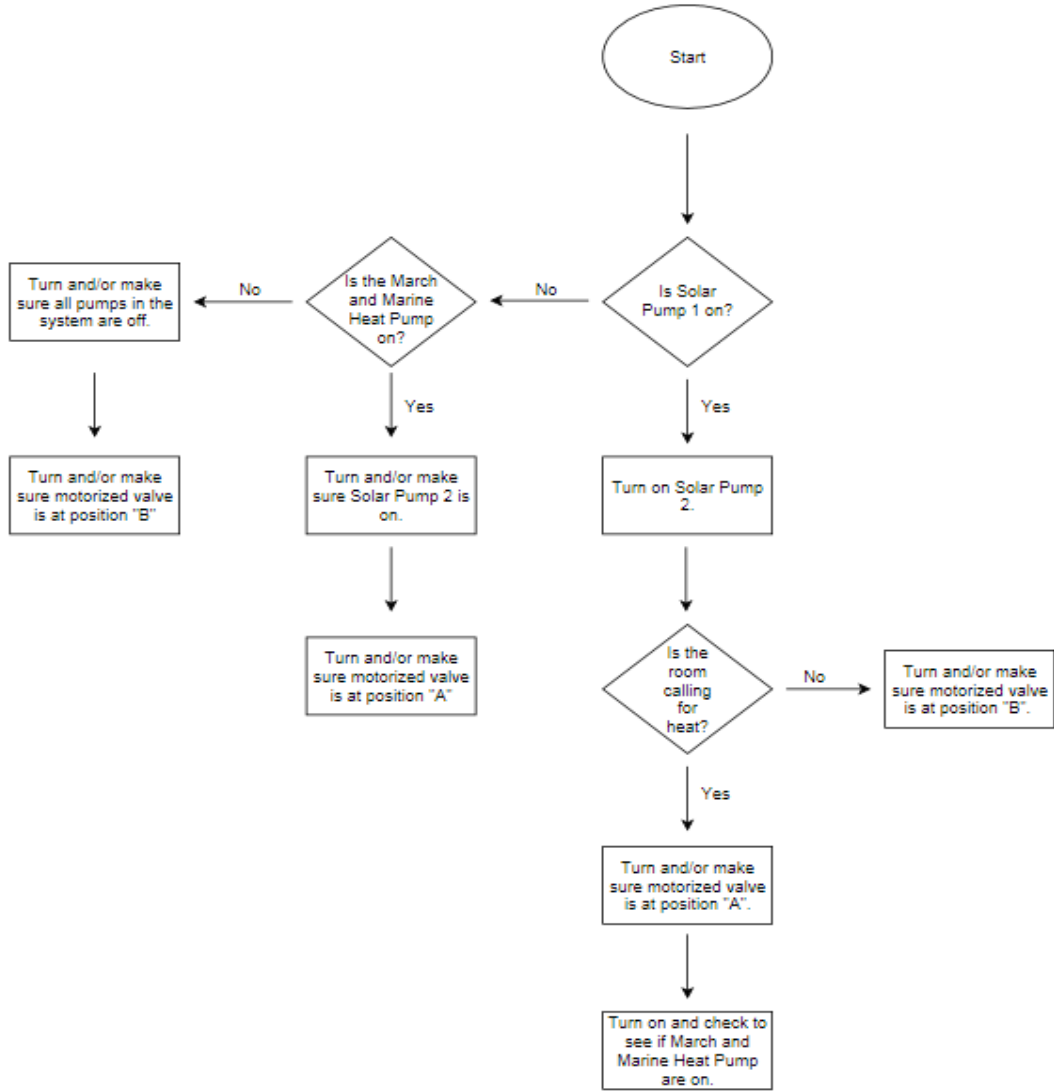 Start
Is Solar
Pump 1 on?
No
Yes
Is the March
and Marine
Heat Pump
on?
No
Yes
Turn and/or make
sure all pumps in the
system are off.
Turn and/or make
sure motorized valve
is at position "B"
Turn and/or make
sure Solar Pump 2 is
on.
Turn and/or make
sure motorized valve
is at position "A"
Turn on Solar Pump
2.
Is the
room
calling
for
heat?
No
Yes
Turn and/or make
sure motorized valve
is at position "B".
Turn and/or make
sure motorized valve
is at position "A".
Turn on and check to
see if March and
Marine Heat Pump
are on.